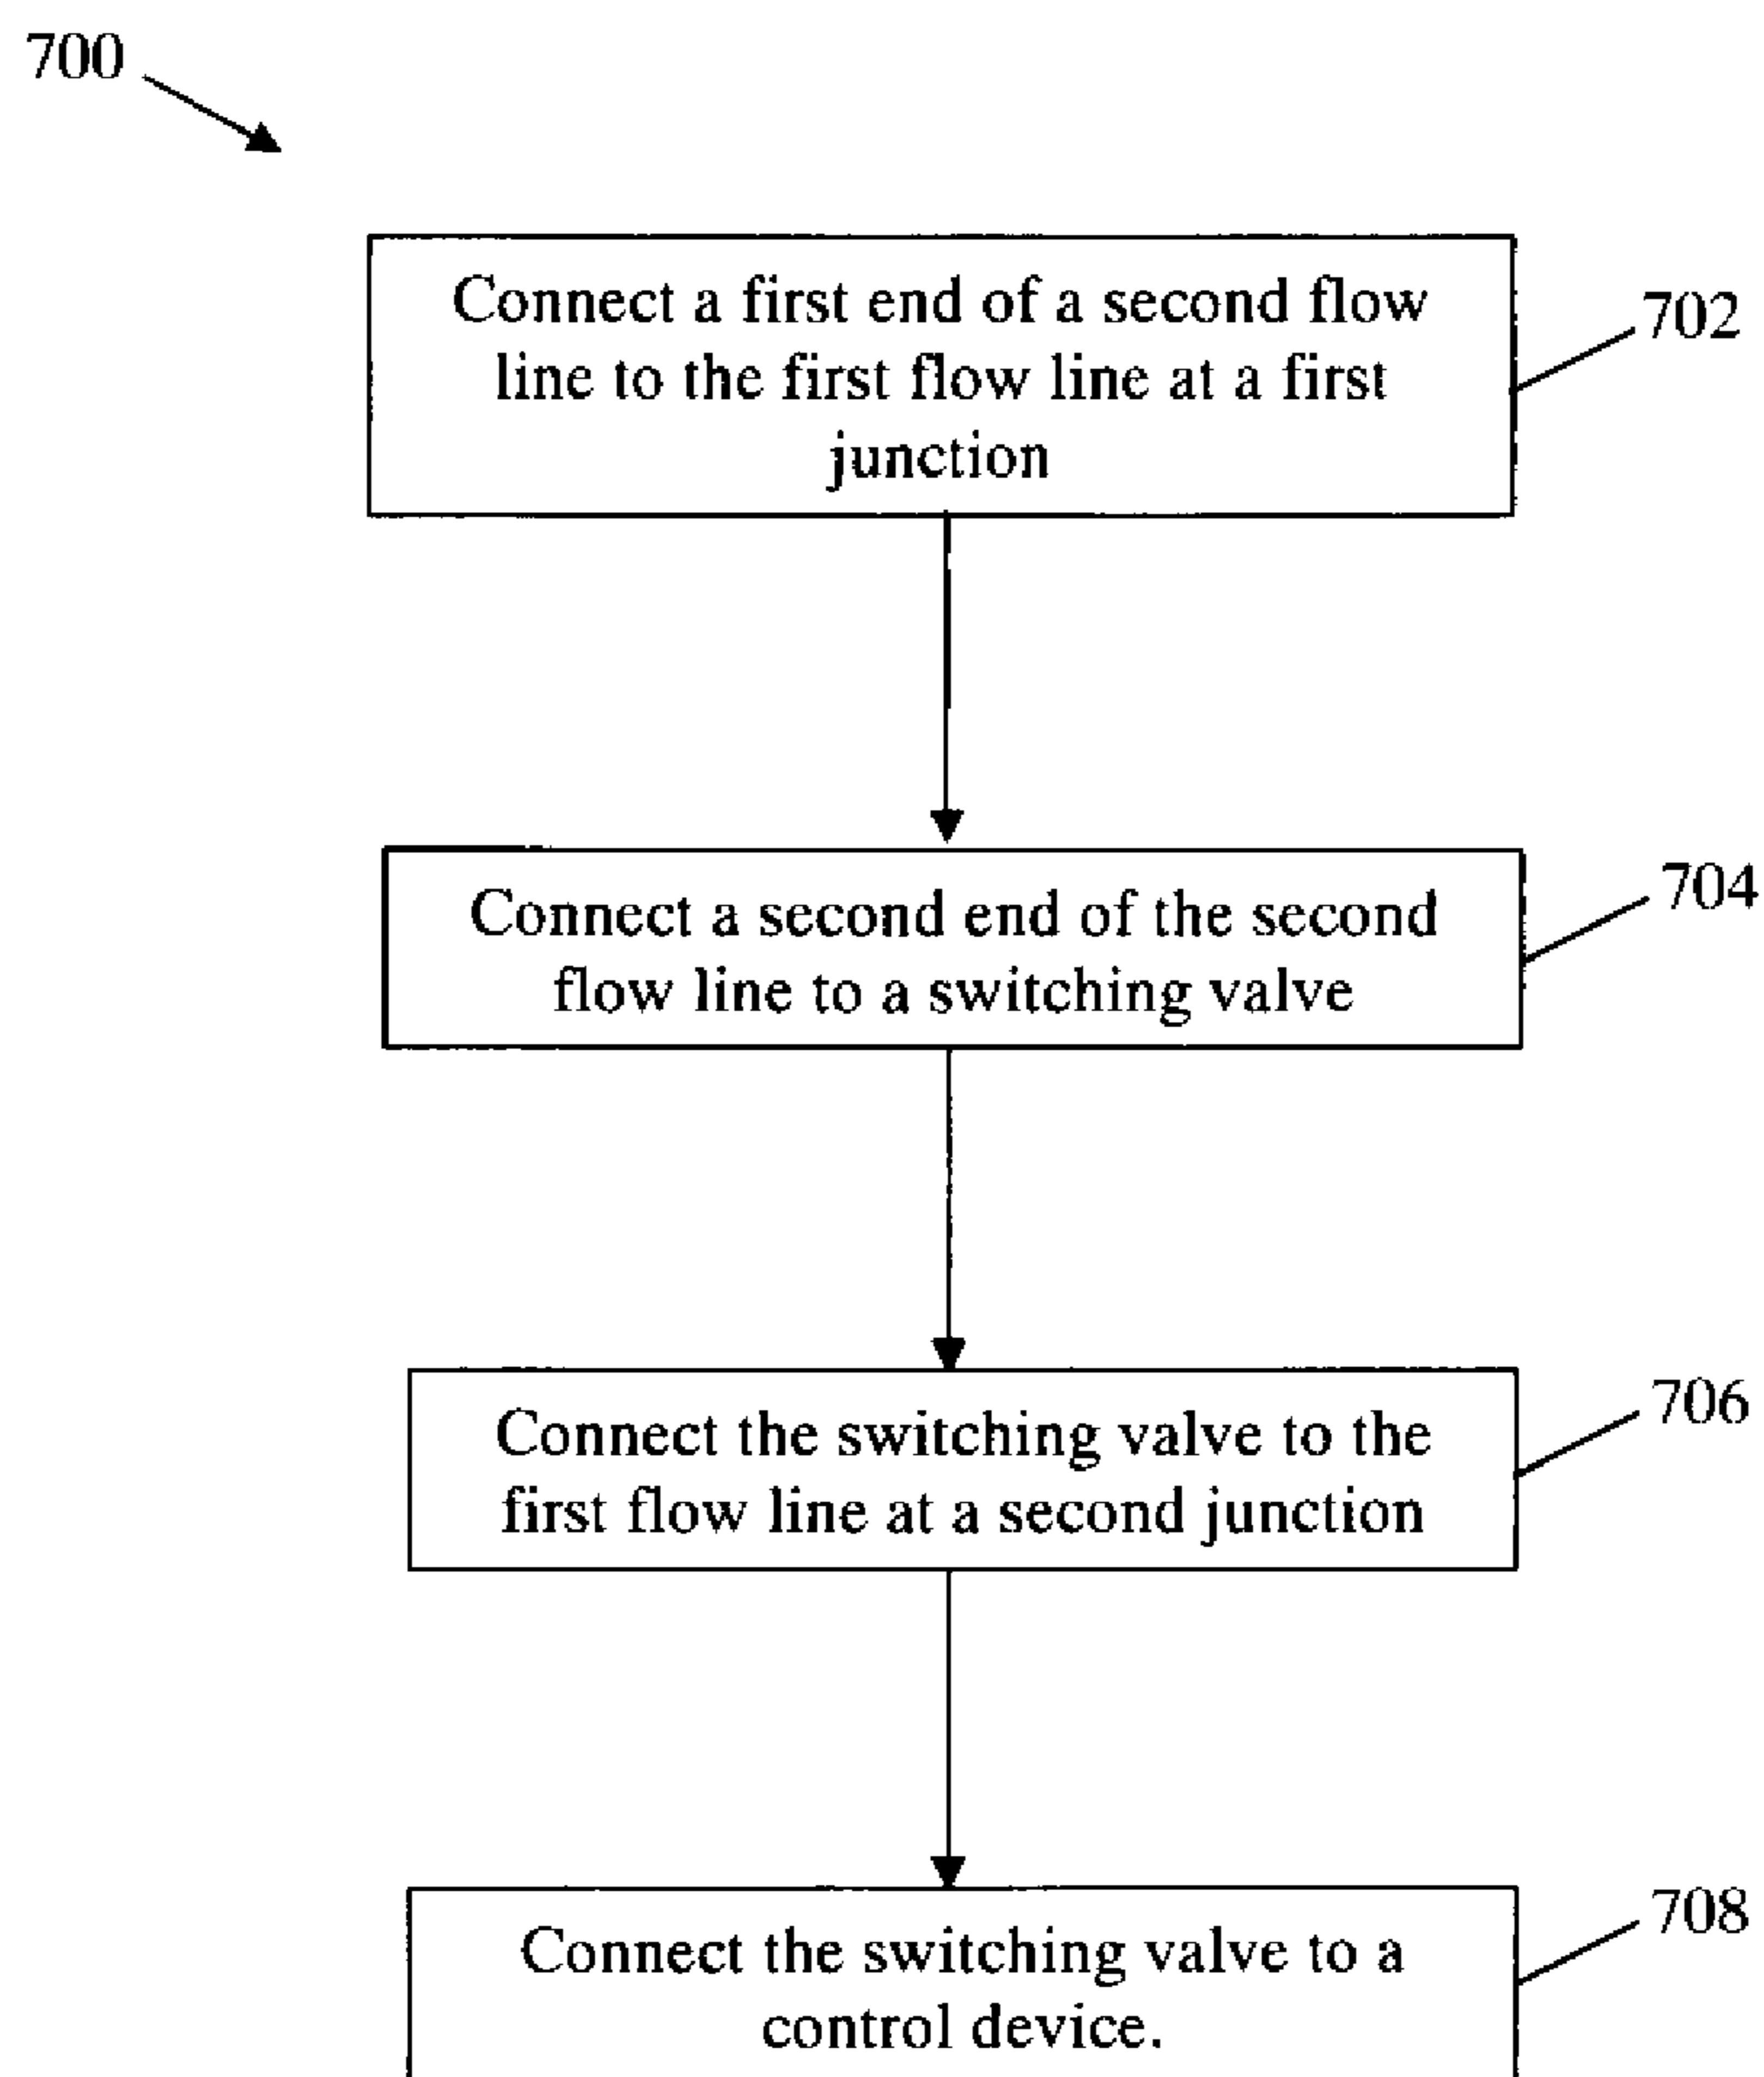 700
Connect a first end of a second flow
line to the first flow line at a first
junction
702
Connect a second end of the second
flow line to a switching valve
704
Connect the switching valve to the
first flow line at a second junction
706
Connect the switching valve to a
control device.
708